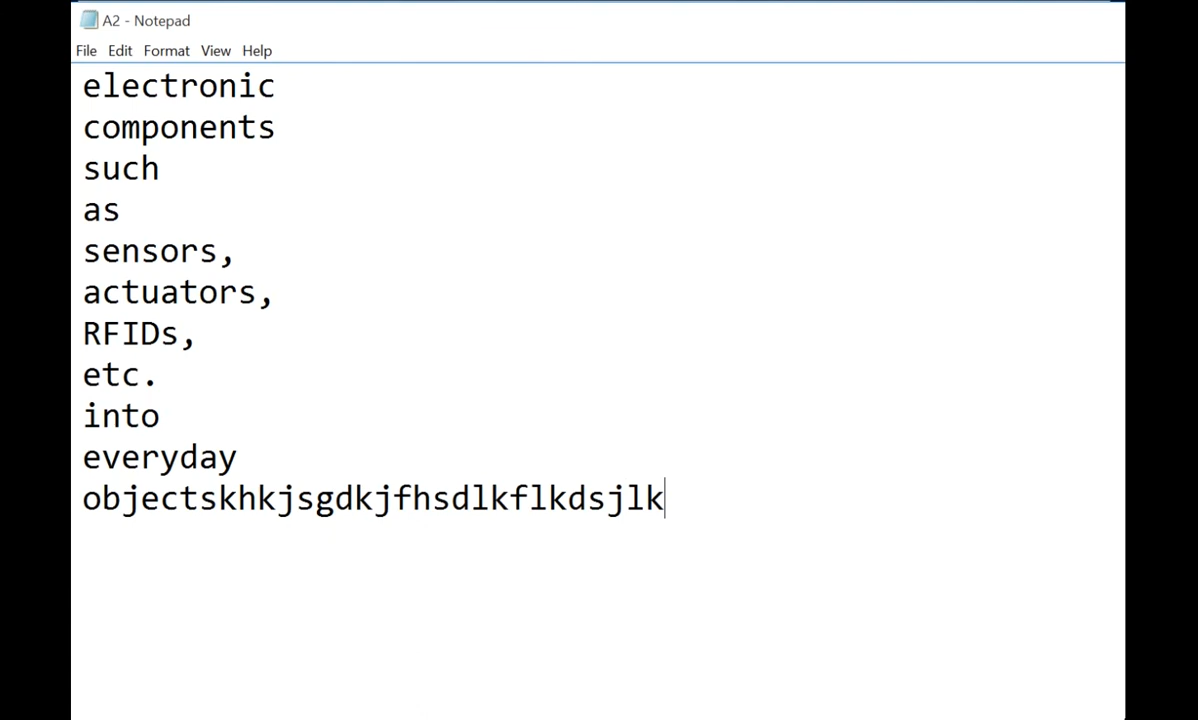 A2 - Notepad
File Edit Format View Help
electronic
components
such
as
sensors,
actuators,
RFIDs,
etc.
into
everyday
objectskhkjsgdkjfhsdlkflkdsjlk